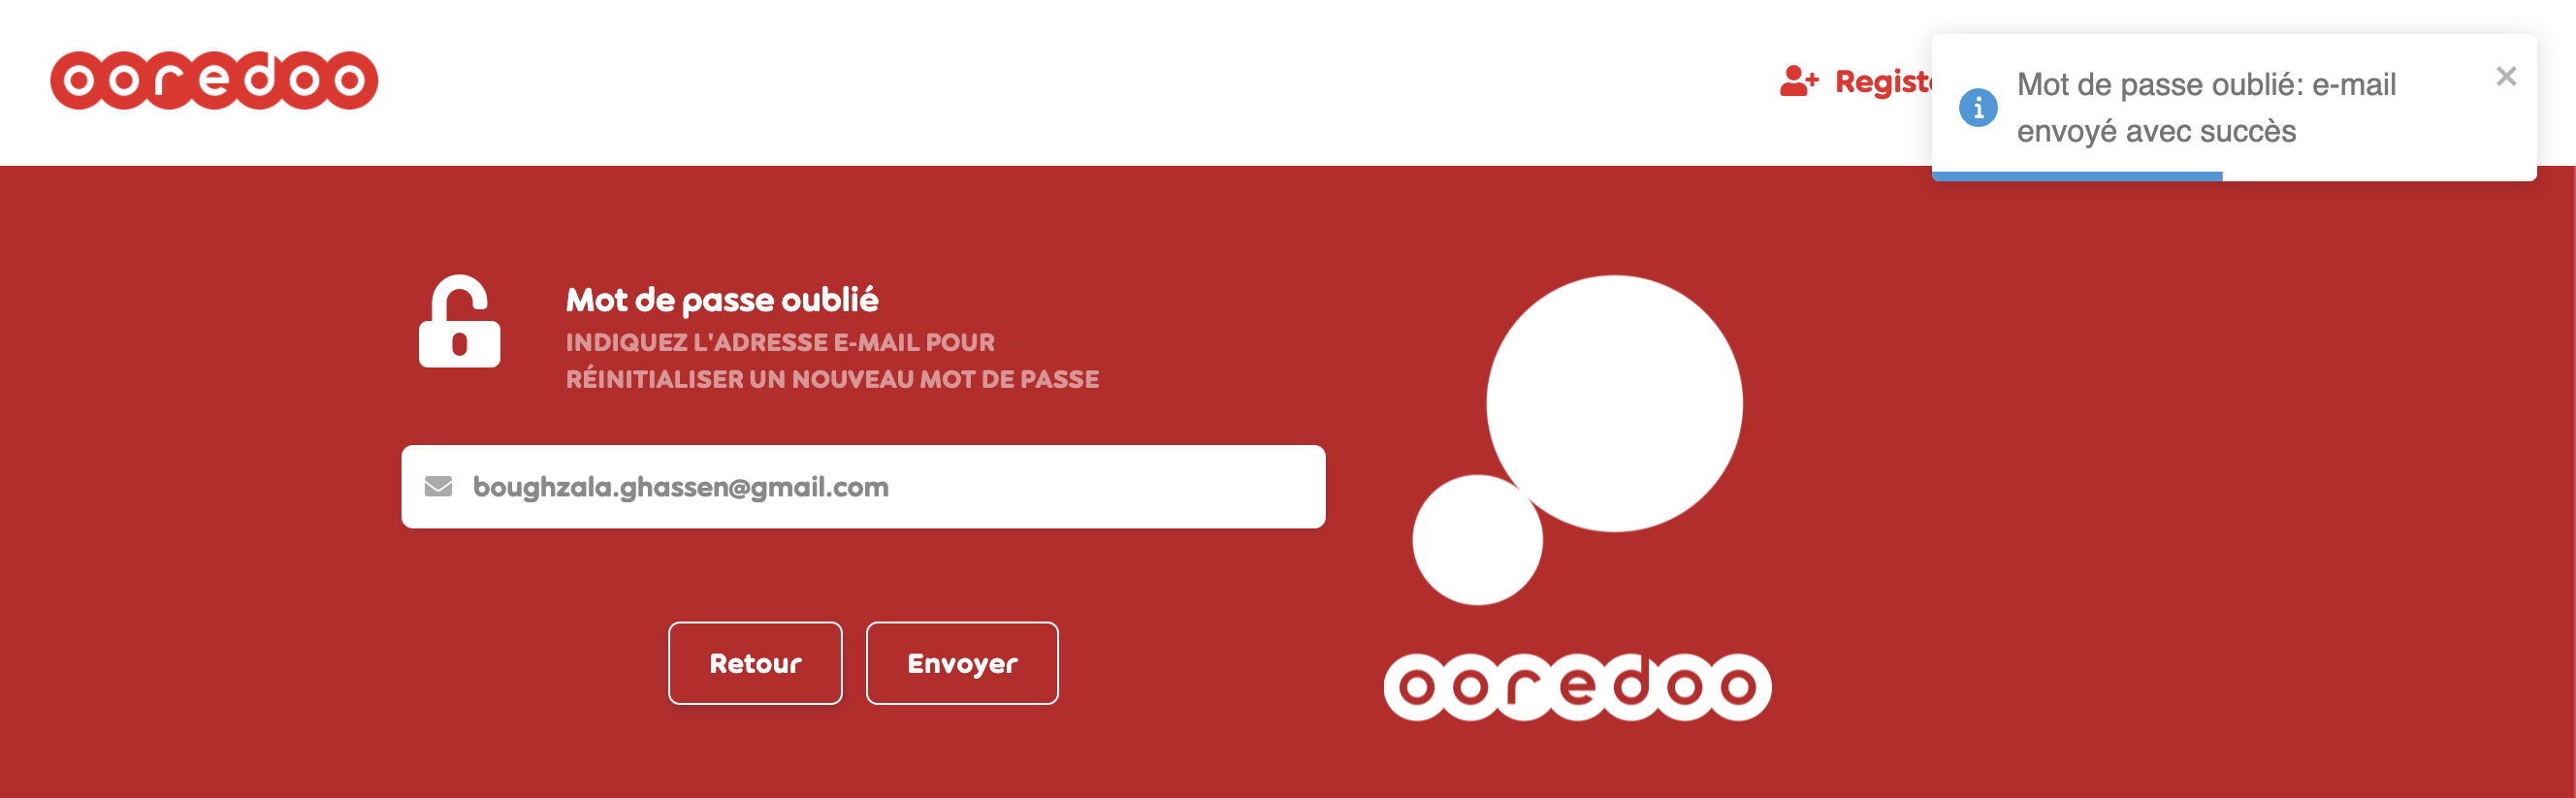 ooredoo
Mot de passe oublié: e-mail
envoyé avec succès
Mot de passe oublié
INDIQUEZ L'ADRESSE E-MAIL POUR
RÉINITIALISER UN NOUVEAU MOT DE PASSE
boughzala.ghassen@gmail.com
Retour Envoyer
ooredoo